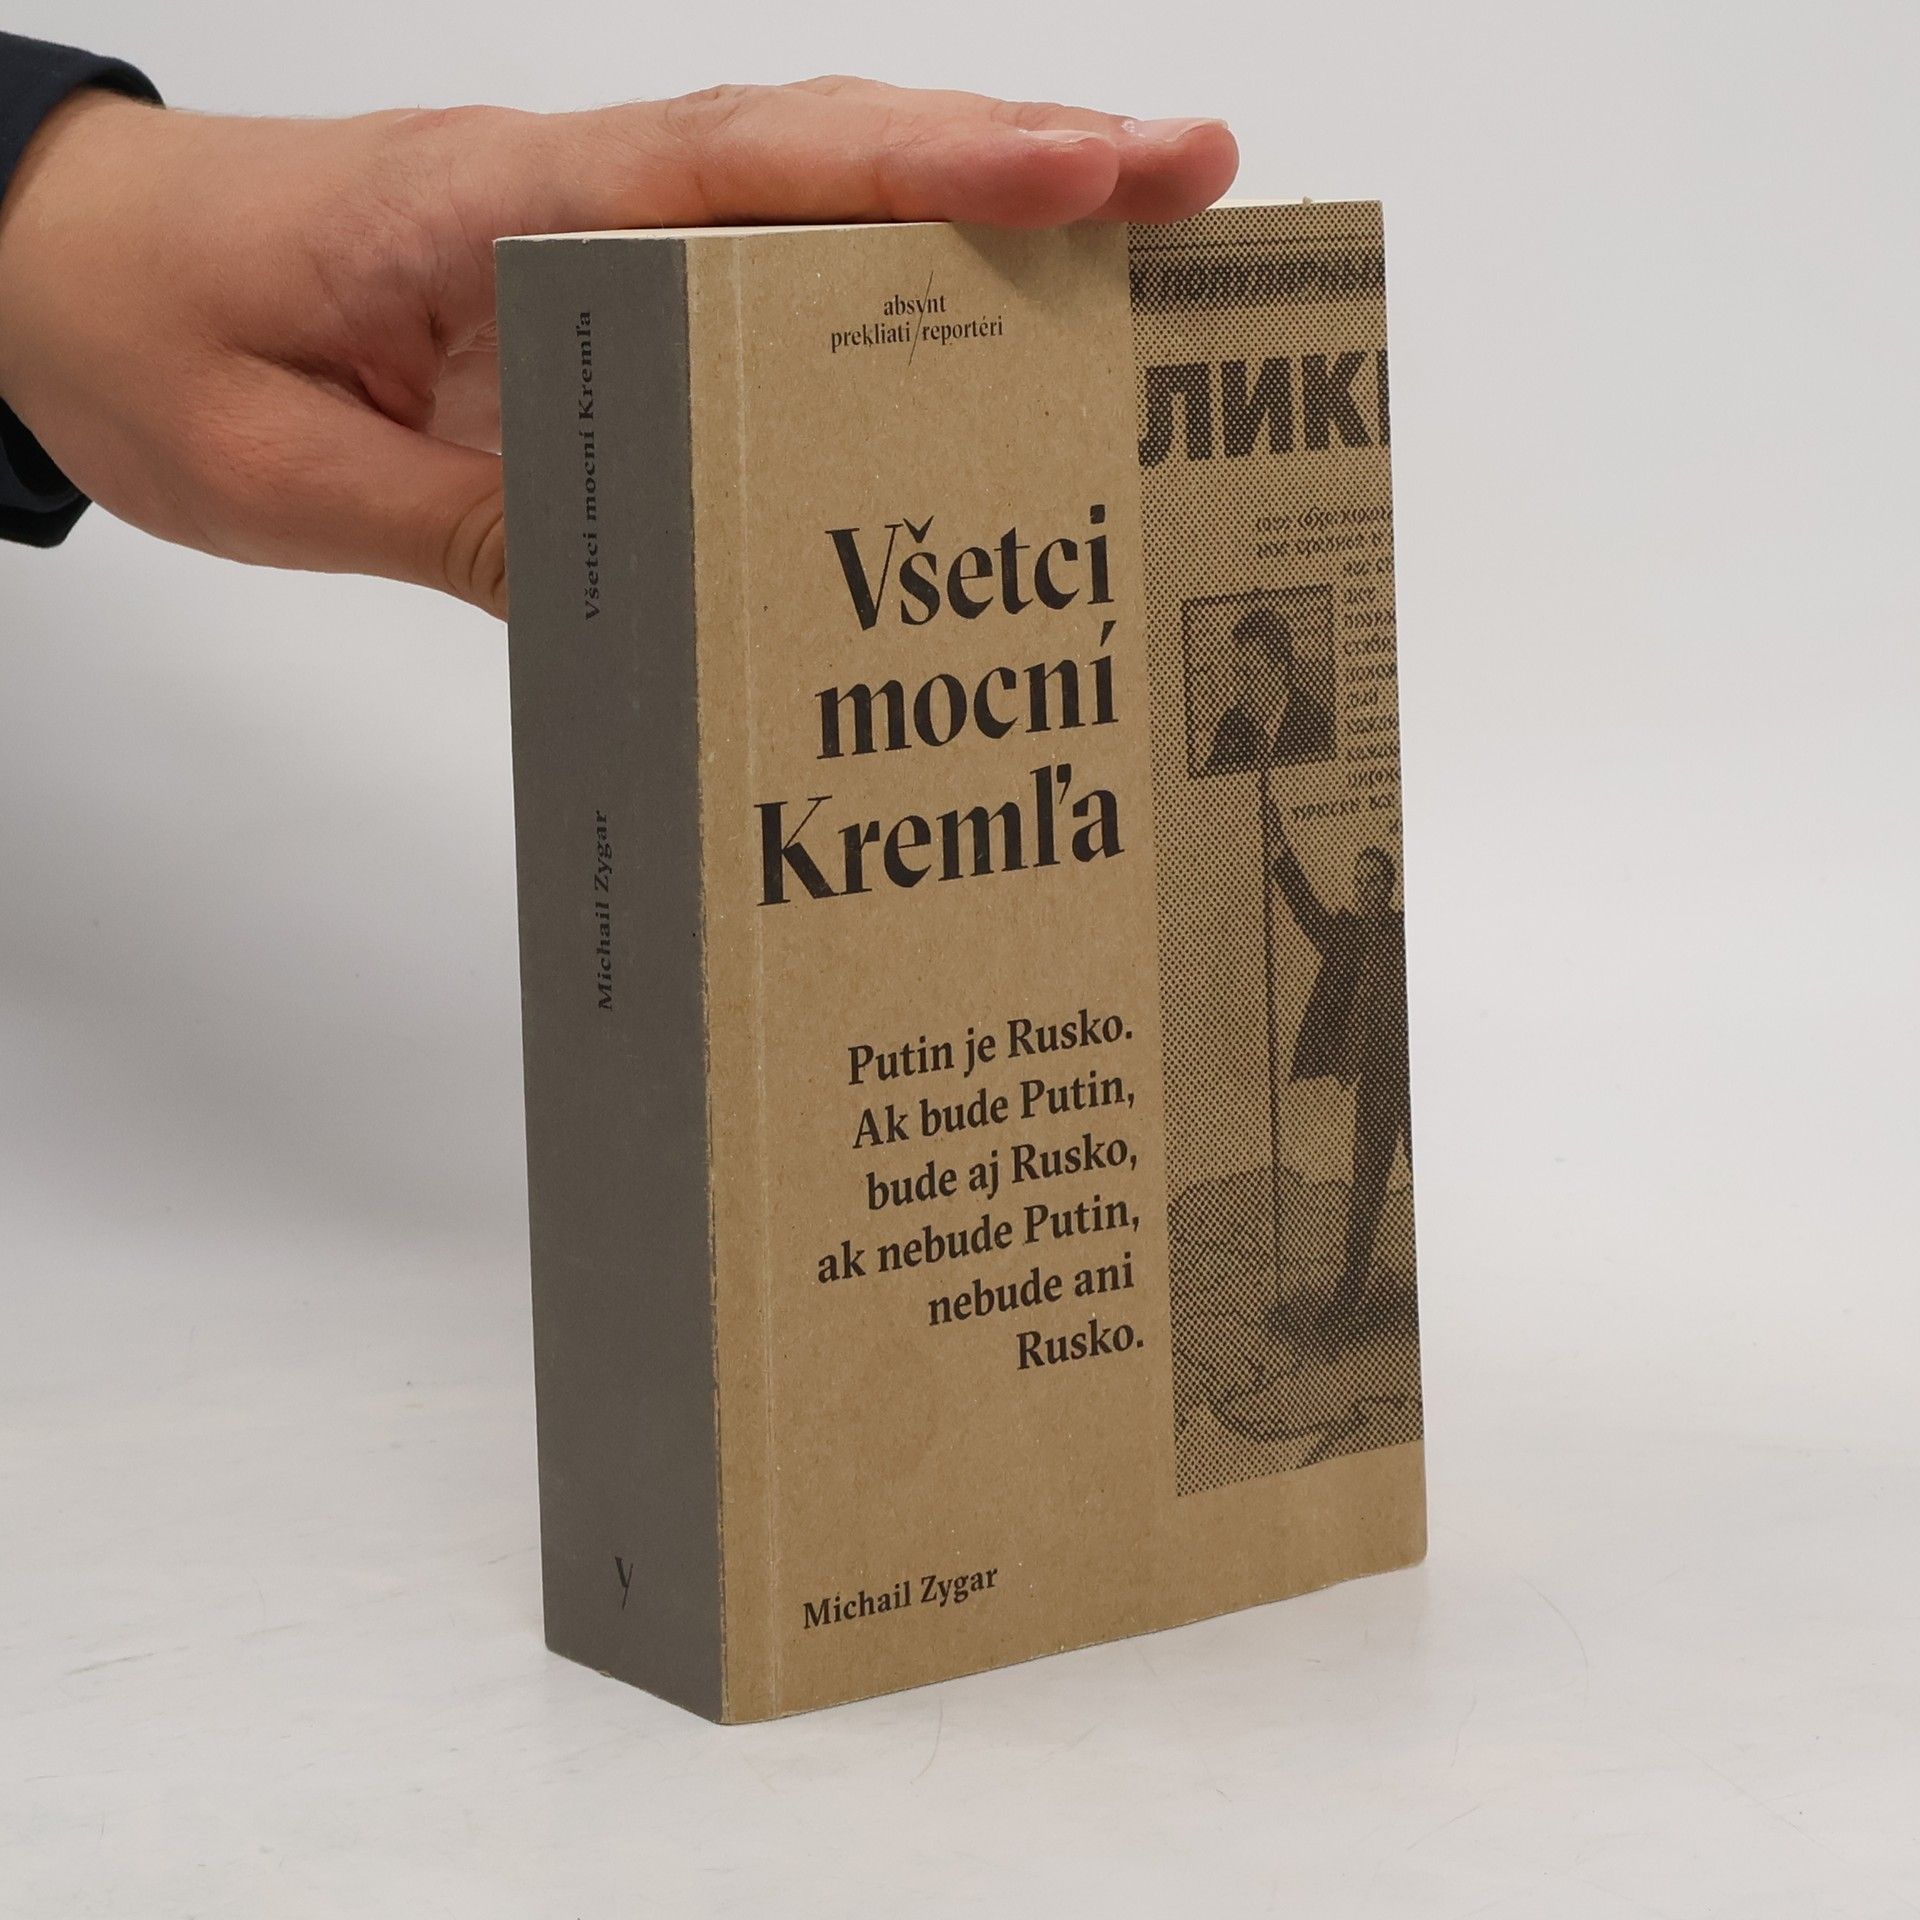 Všetci mocní Kremľa
Michail Zygar
y
absynt
prekliati reportéri
Všetci
mocní
Kremľa
Putin je Rusko.
Ak bude Putin,
bude aj Rusko,
ak nebude Putin,
nebude ani
Rusko.
Michail Zygar
ЛИК